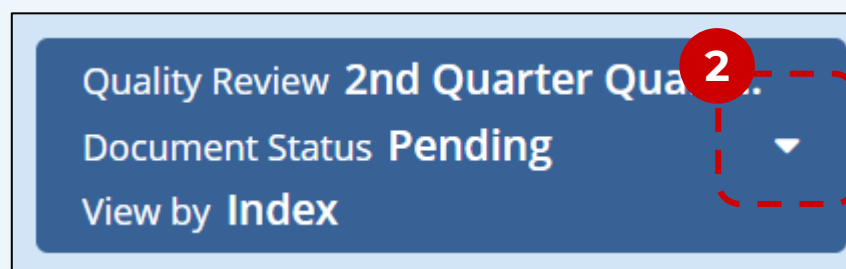 Quality Review 2nd Quarter Qua...
2
Document Status Pending
View by Index